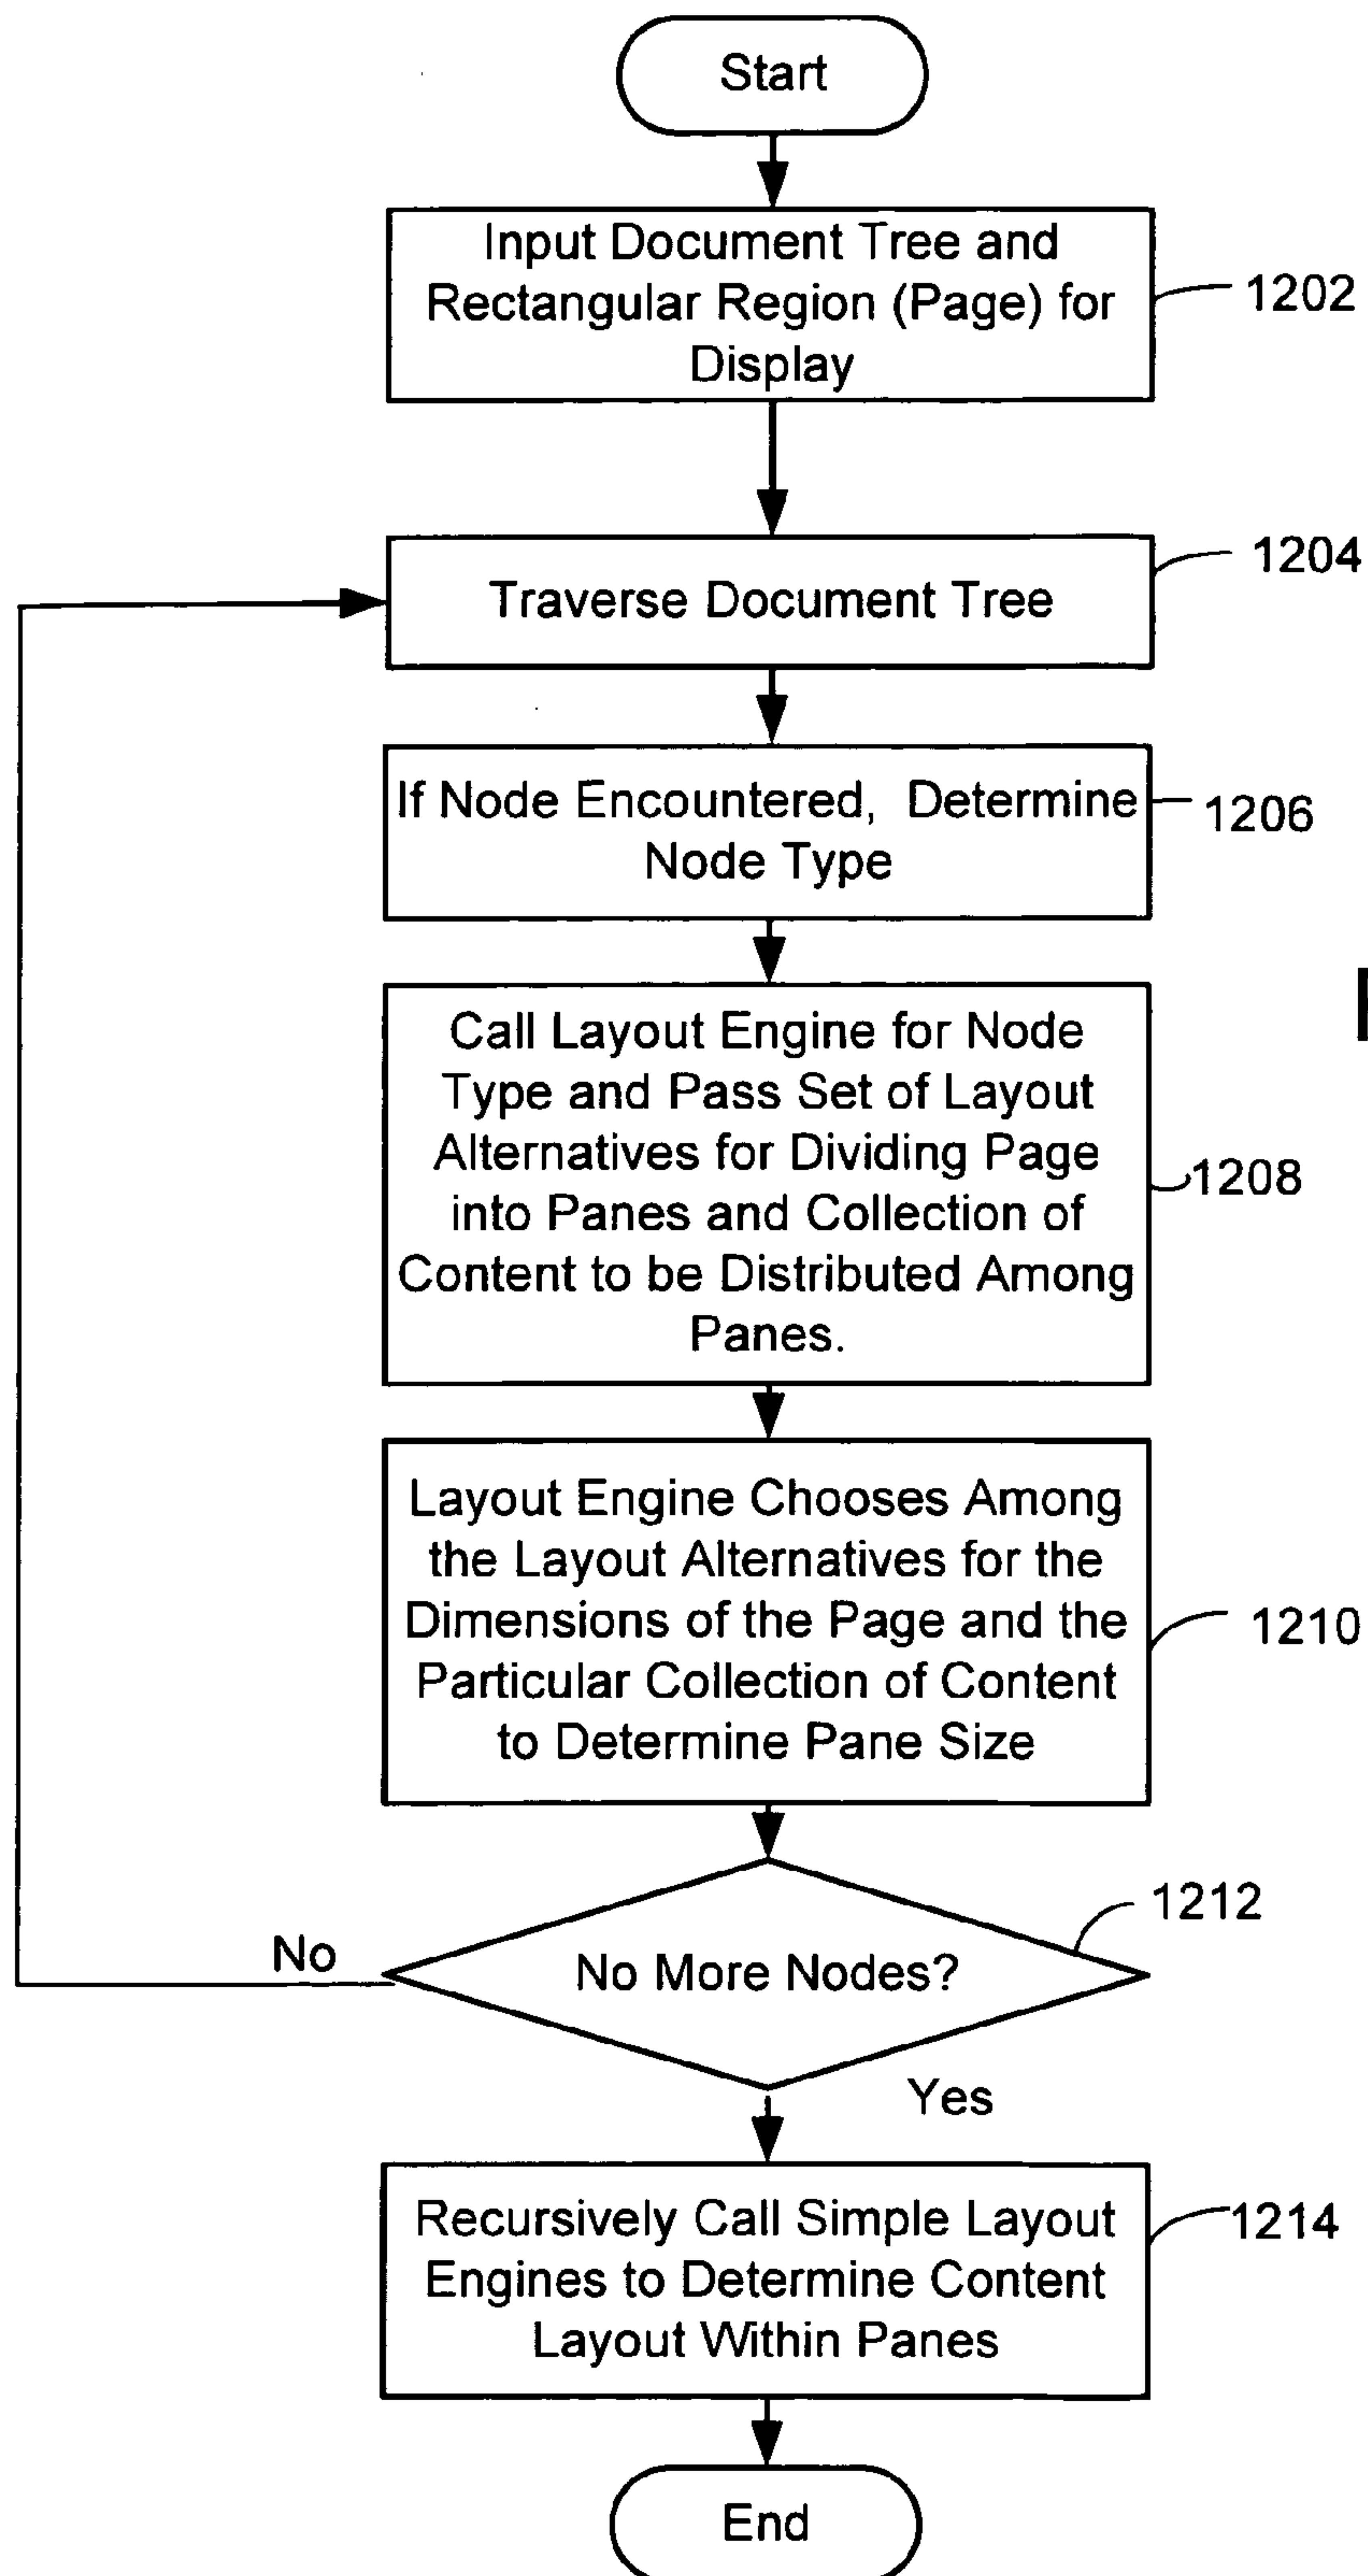 Start
Input Document Tree and
Rectangular Region (Page) for
Display
1202
Traverse Document Tree
1204
If Node Encountered, Determine
Node Type
1206
Call Layout Engine for Node
Type and Pass Set of Layout
Alternatives for Dividing Page
into Panes and Collection of
Content to be Distributed Among
Panes.
1208
Layout Engine Chooses Among
the Layout Alternatives for the
Dimensions of the Page and the
Particular Collection of Content
to Determine Pane Size
1210
No More Nodes?
1212
No
Yes
Recursively Call Simple Layout
Engines to Determine Content
Layout Within Panes
1214
End